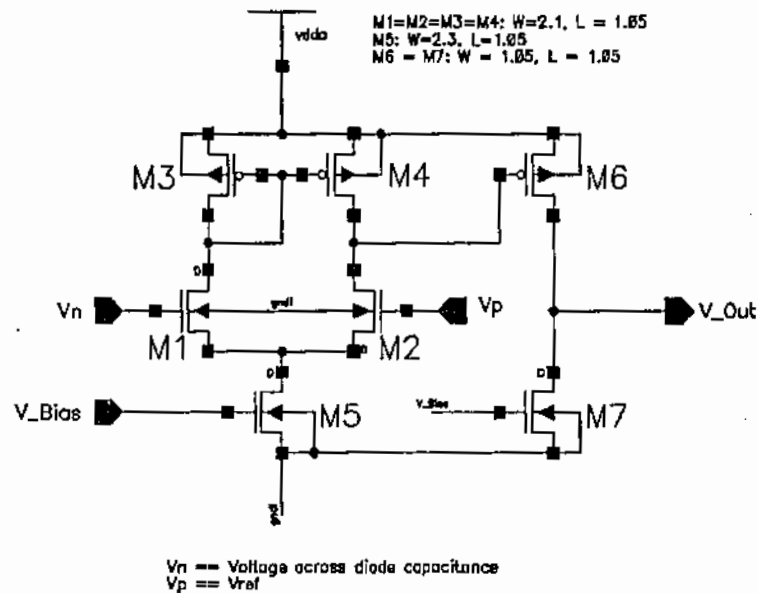 M1=M2=M3=M4: W=2.1, L = 1.05
M5: W=2.3, L=1.05
M6 = M7: W = 1.05, L = 1.05
vdda
M3
M4
M6
D
Vn
Vp
V_Out
M1
M2
D
D
V_Bias
M5
V_Bias
M7
Vn == Voltage across diode capacitance
Vp == Vref